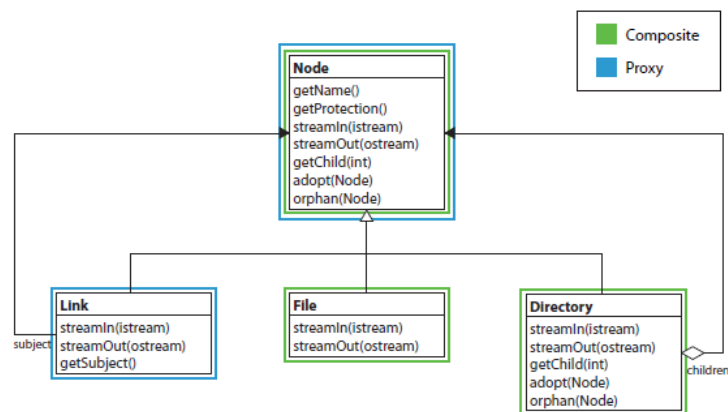 Composite
Proxy
Node
getName()
getProtection()
streamIn(istream)
streamOut(ostream)
getChild(int)
adopt(Node)
orphan(Node)
Link
streamIn(istream)
streamOut(ostream)
getSubject()
subject
File
streamIn(istream)
streamOut(ostream)
Directory
streamIn(istream)
streamOut(ostream)
getChild(int)
adopt(Node)
orphan(Node)
children